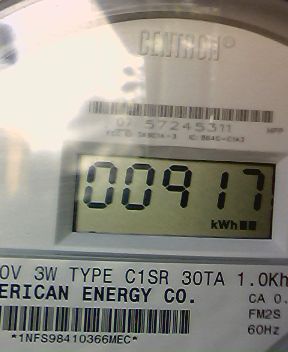 CENTRON®
57245311
00917
kWh
0V 3W TYPE C1SR 30TA 1.0Kh
ERICAN ENERGY CO. CA 0.
FM2S
60Hz
*1NFS98410366MEC*